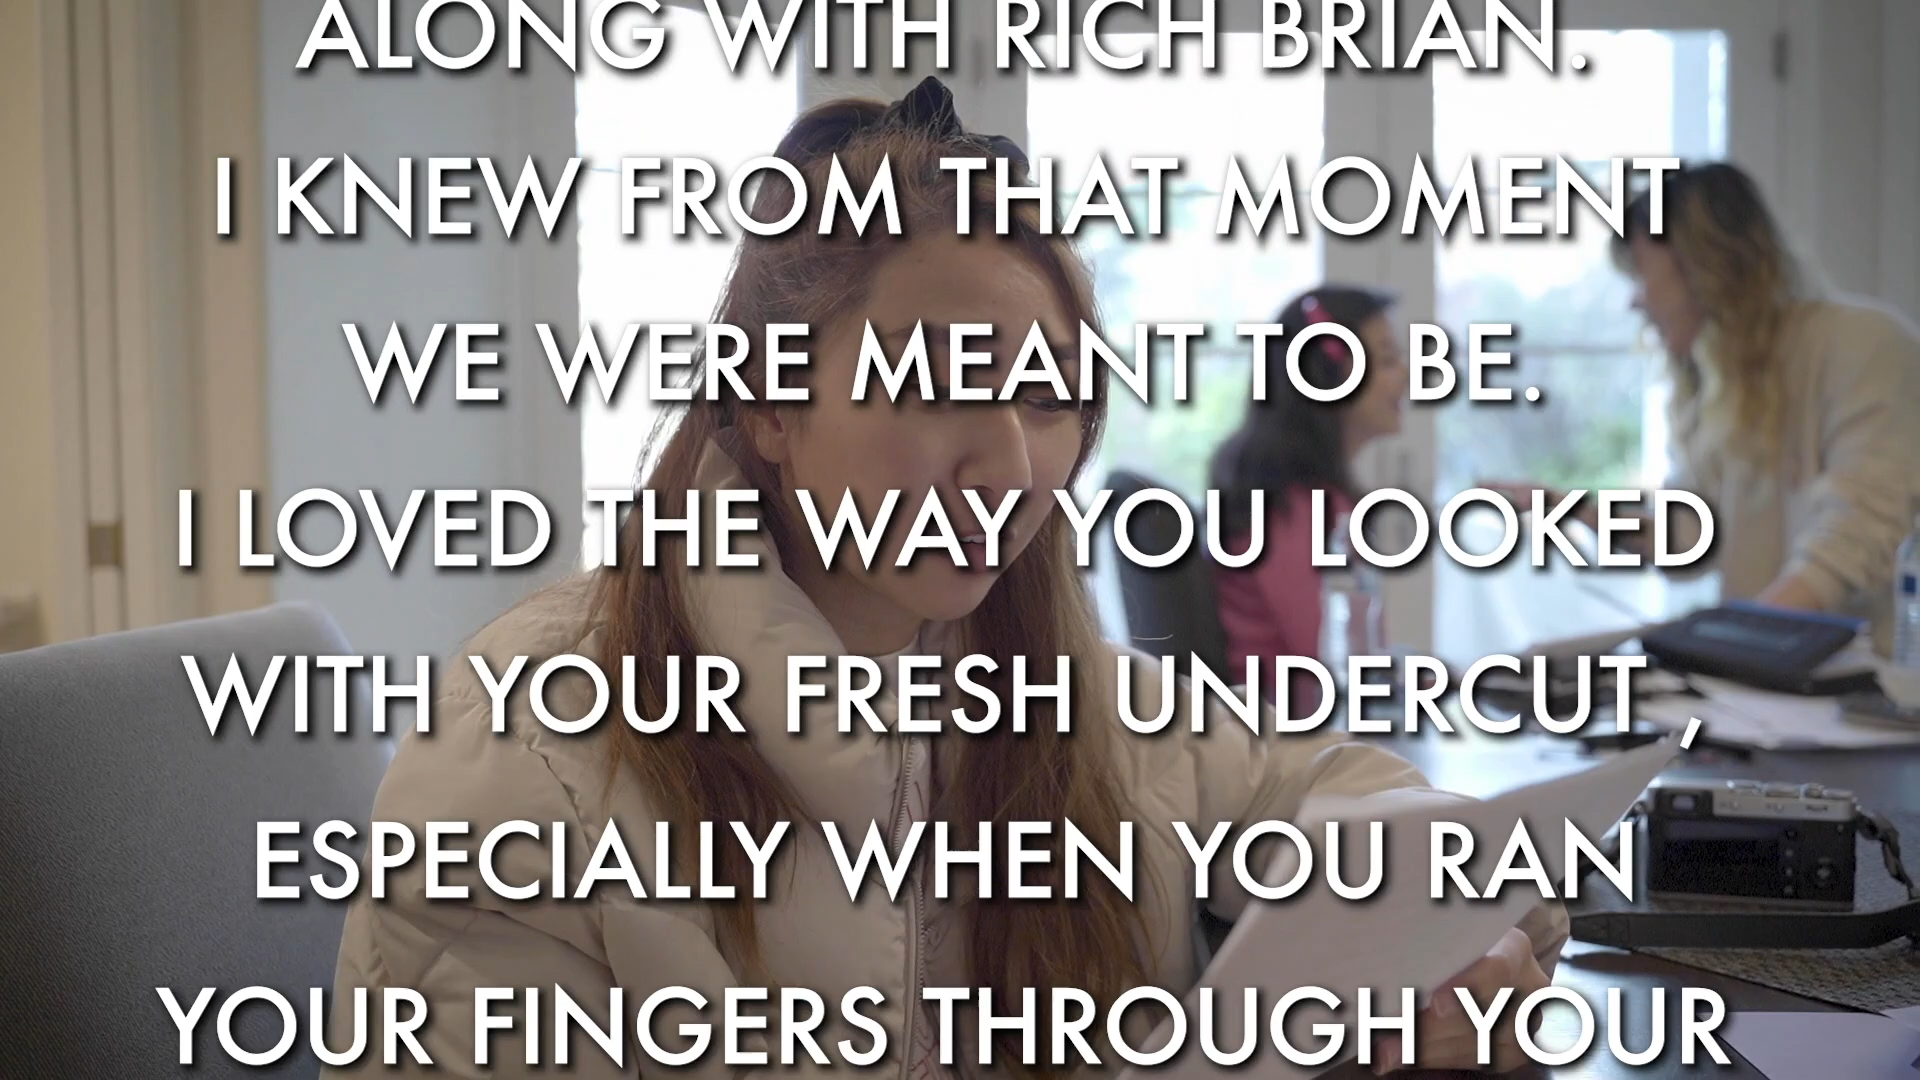 ALONG WITH RICH BRIAN.
I KNEW FROM THAT MOMENT
WE WERE MEANT TO BE.
I LOVED THE WAY YOU LOOKED
WITH YOUR FRESH UNDERCUT ,
ESPECIALLY WHEN YOU RAN
YOUR FINGERS THROUGH YOUR